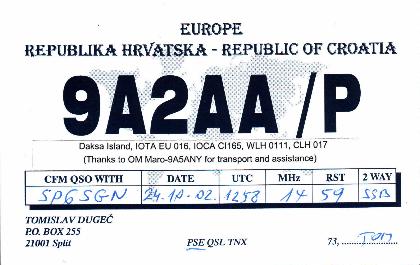 EUROPE
REPUBLIKA HRVATSKA - REPUBLIC OF CROATIA
9A2AA /P
Daksa Island, IOTA EU 016, IOCA CI165, WLH 0111, CLH 017
(Thanks to OM Maro-9A5ANY for transport and assistance)
CFM QSO WITH DATE UTC MHz RST 2 WAY
SP6SGN 24.10.02. 1258 14 59 SSB
TOMISLAV DUGEČ
P.O. BOX 255
21001 Split PSE QSL TNX 73, TOM